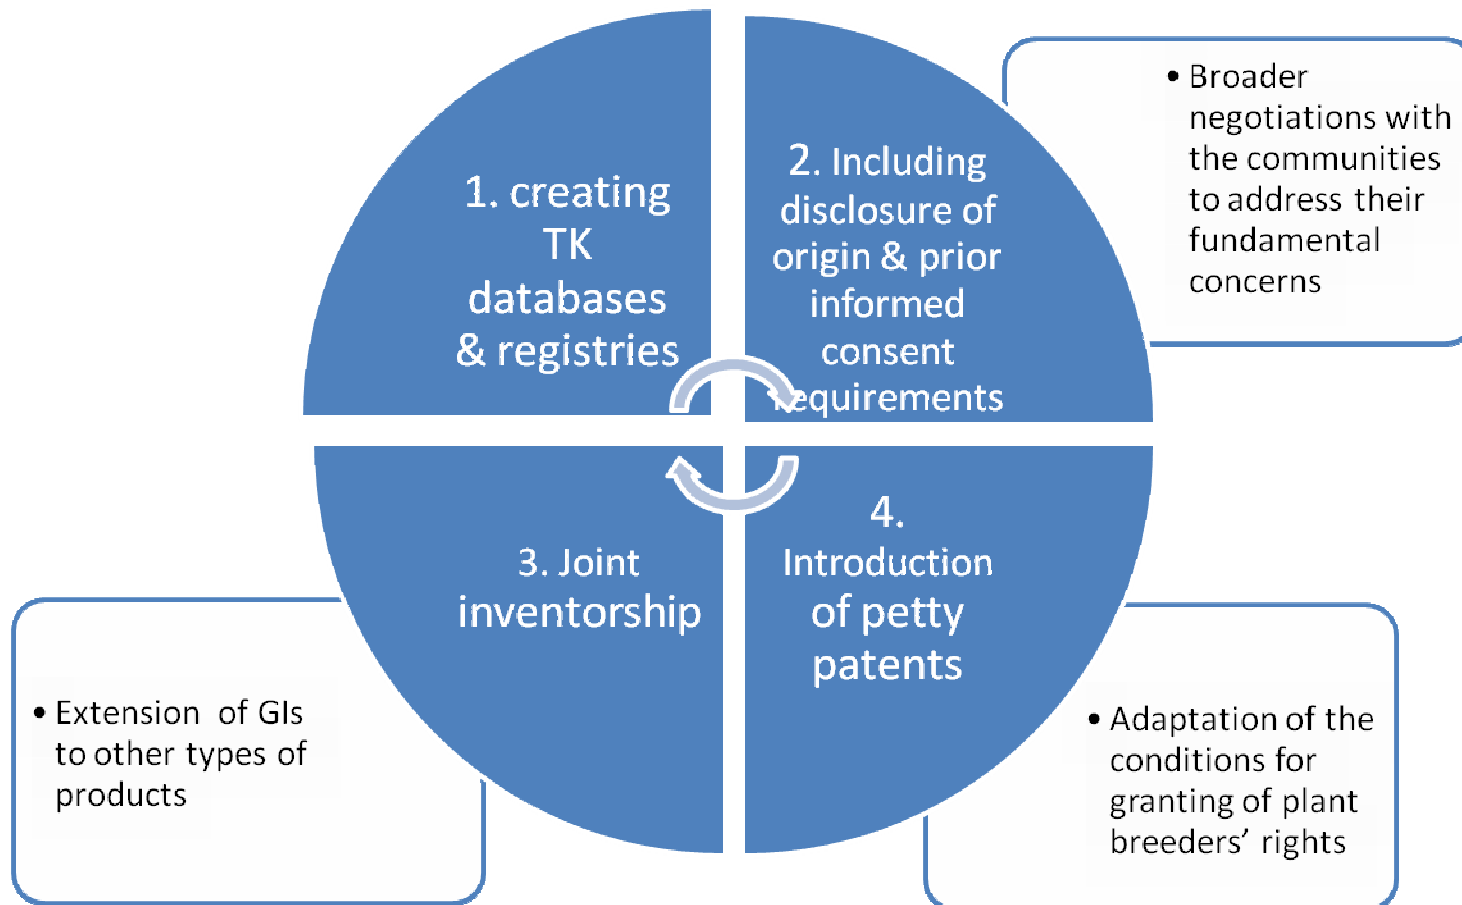 1. creating
TK
databases
& registries
2. Including
disclosure of
origin & prior
informed
consent
requirements
• Broader
negotiations with
the communities
to address their
fundamental
concerns
3. Joint
inventorship
• Extension of GIs
to other types of
products
4.
Introduction
of petty
patents
• Adaptation of the
conditions for
granting of plant
breeders’ rights